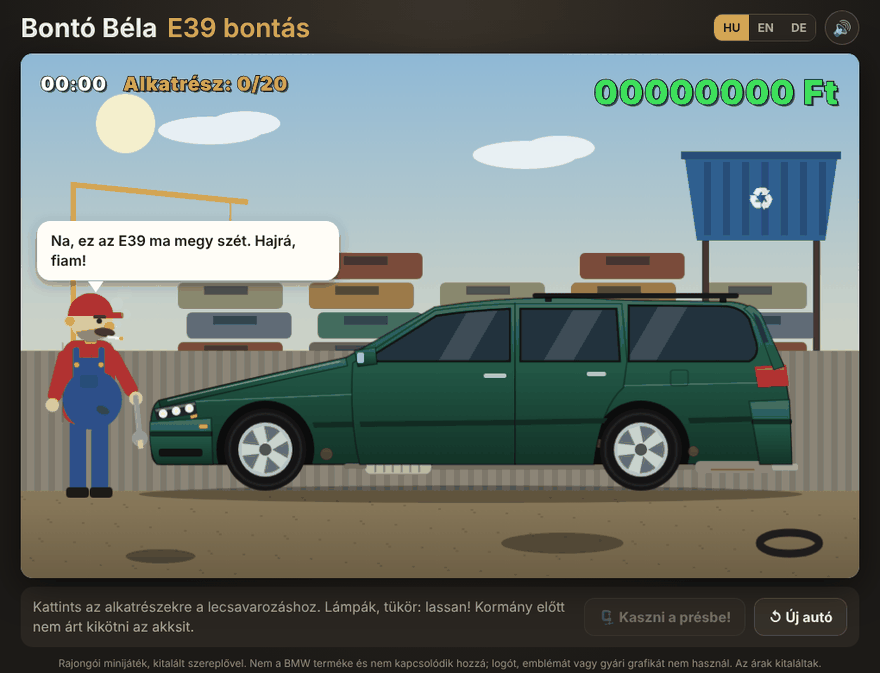 Bontó Béla E39 bontás
HU EN DE
00:00 Alkatrész: 0/20
00000000 Ft
Na, ez az E39 ma megy szét. Hajrá,
fiam!
Kattints az alkatrészekre a lecsavarozáshoz. Lámpák, tükör: lassan! Kormány előtt
nem árt kikötni az akksit.
Kaszni a présbe!
Új autó
Rajongói minijáték, kitalált szereplővel. Nem a BMW terméke és nem kapcsolódik hozzá; logót, emblémát vagy gyári grafikát nem használ. Az árak kitaláltak.